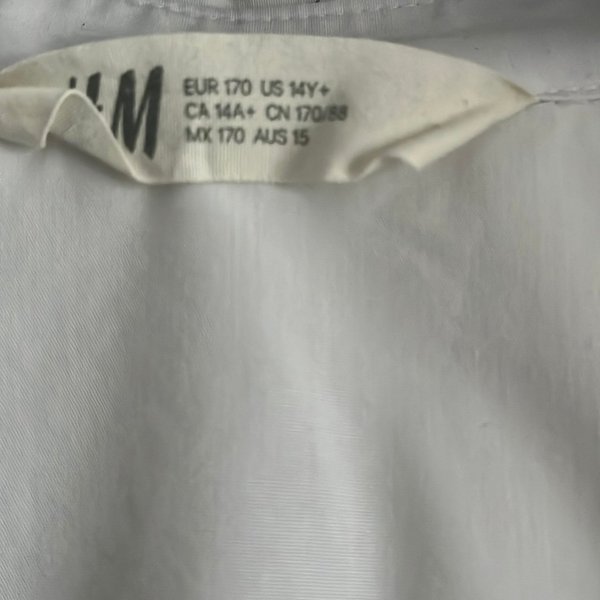 H&M
EUR 170 US 14Y+
CA 14A+ CN 170/88
MX 170 AUS 15